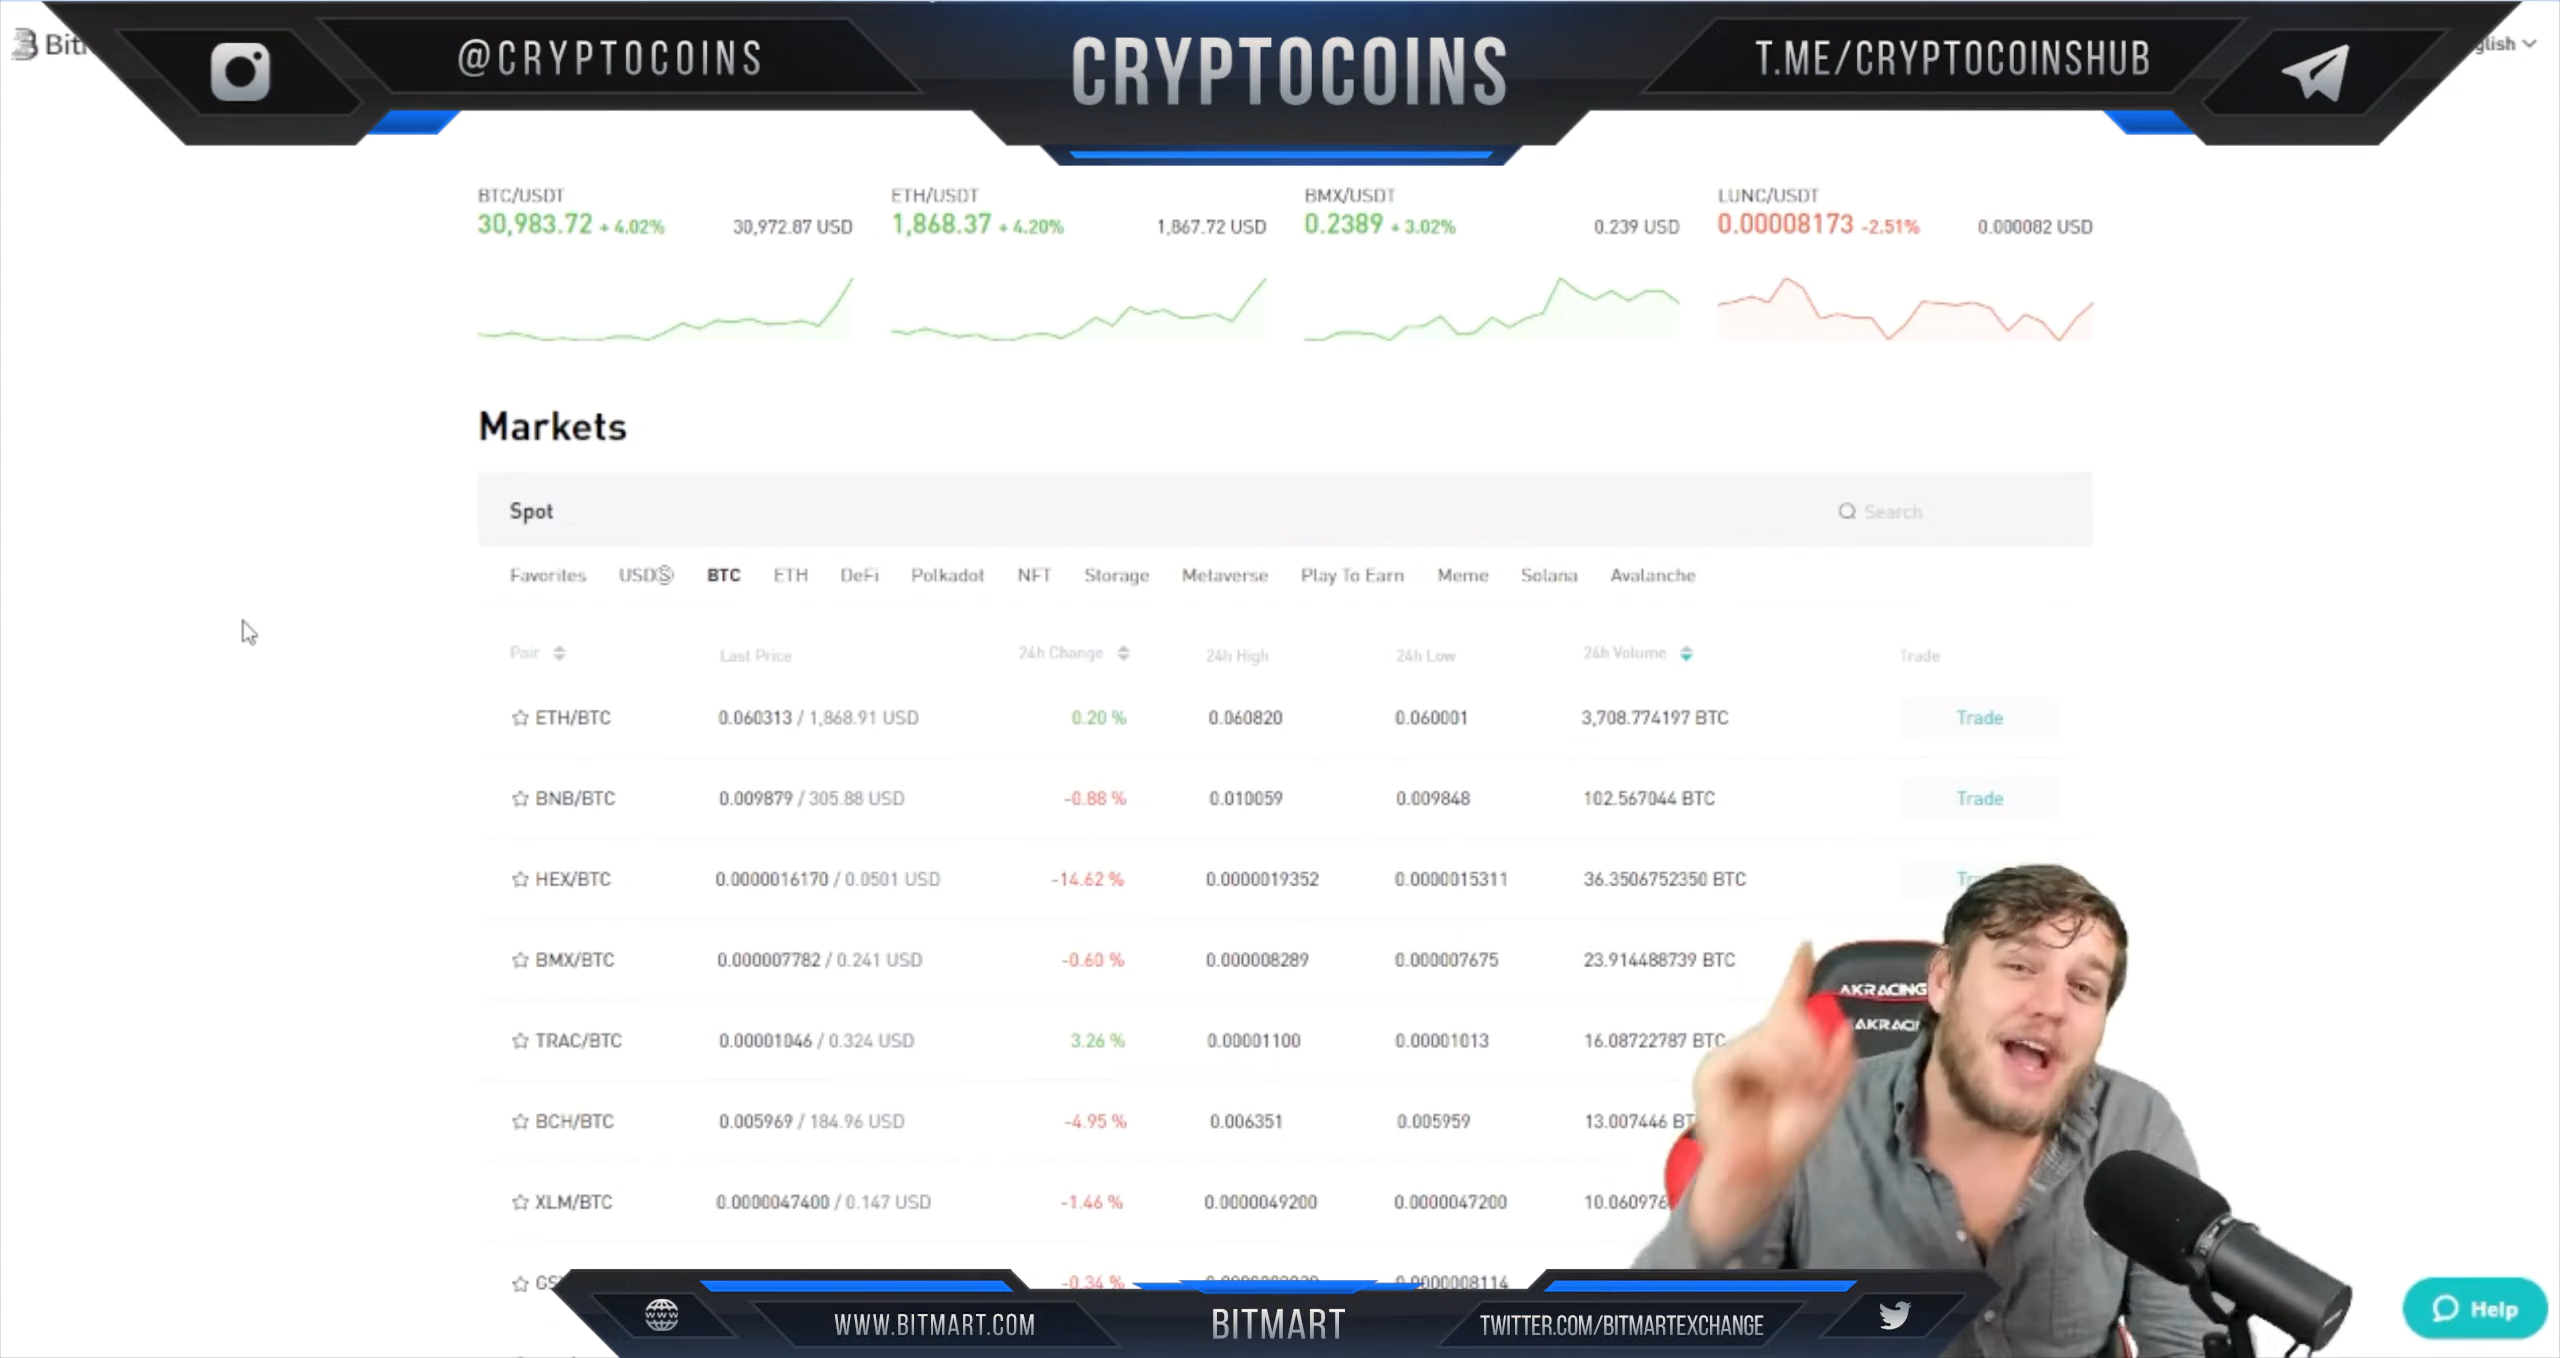 @CRYPTOCOINS
CRYPTOCOINS
T.ME/CRYPTOCOINSHUB
BTC/USDT
30,983.72 + 4.02% 30,972.87 USD
ETH/USDT
1,868.37 + 4.20% 1,867.72 USD
BMX/USDT
0.2389 + 3.02% 0.239 USD
LUNC/USDT
0.00008173 -2.51% 0.000082 USD
Markets
Spot Search
Favorites USDⓈ BTC ETH DeFi Polkadot NFT Storage Metaverse Play To Earn Meme Solana Avalanche
Pair Last Price 24h Change 24h High 24h Low 24h Volume Trade
ETH/BTC 0.060313 / 1,868.91 USD 0.20 % 0.060820 0.060001 3,708.774197 BTC Trade
BNB/BTC 0.009879 / 305.88 USD -0.88 % 0.010059 0.009848 102.567044 BTC Trade
HEX/BTC 0.0000016170 / 0.0501 USD -14.62 % 0.0000019352 0.0000015311 36.3506752350 BTC
BMX/BTC 0.000007782 / 0.241 USD -0.60 % 0.000008289 0.000007675 23.914488739 BTC
AKRACING
TRAC/BTC 0.00001046 / 0.324 USD 3.26 % 0.00001100 0.00001013 16.08722787 BTC
BCH/BTC 0.005969 / 184.96 USD -4.95 % 0.006351 0.005959 13.007446
XLM/BTC 0.0000047400 / 0.147 USD -1.46 % 0.0000049200 0.0000047200
-0.34 %
WWW.BITMART.COM
BITMART
TWITTER.COM/BITMARTEXCHANGE
Help